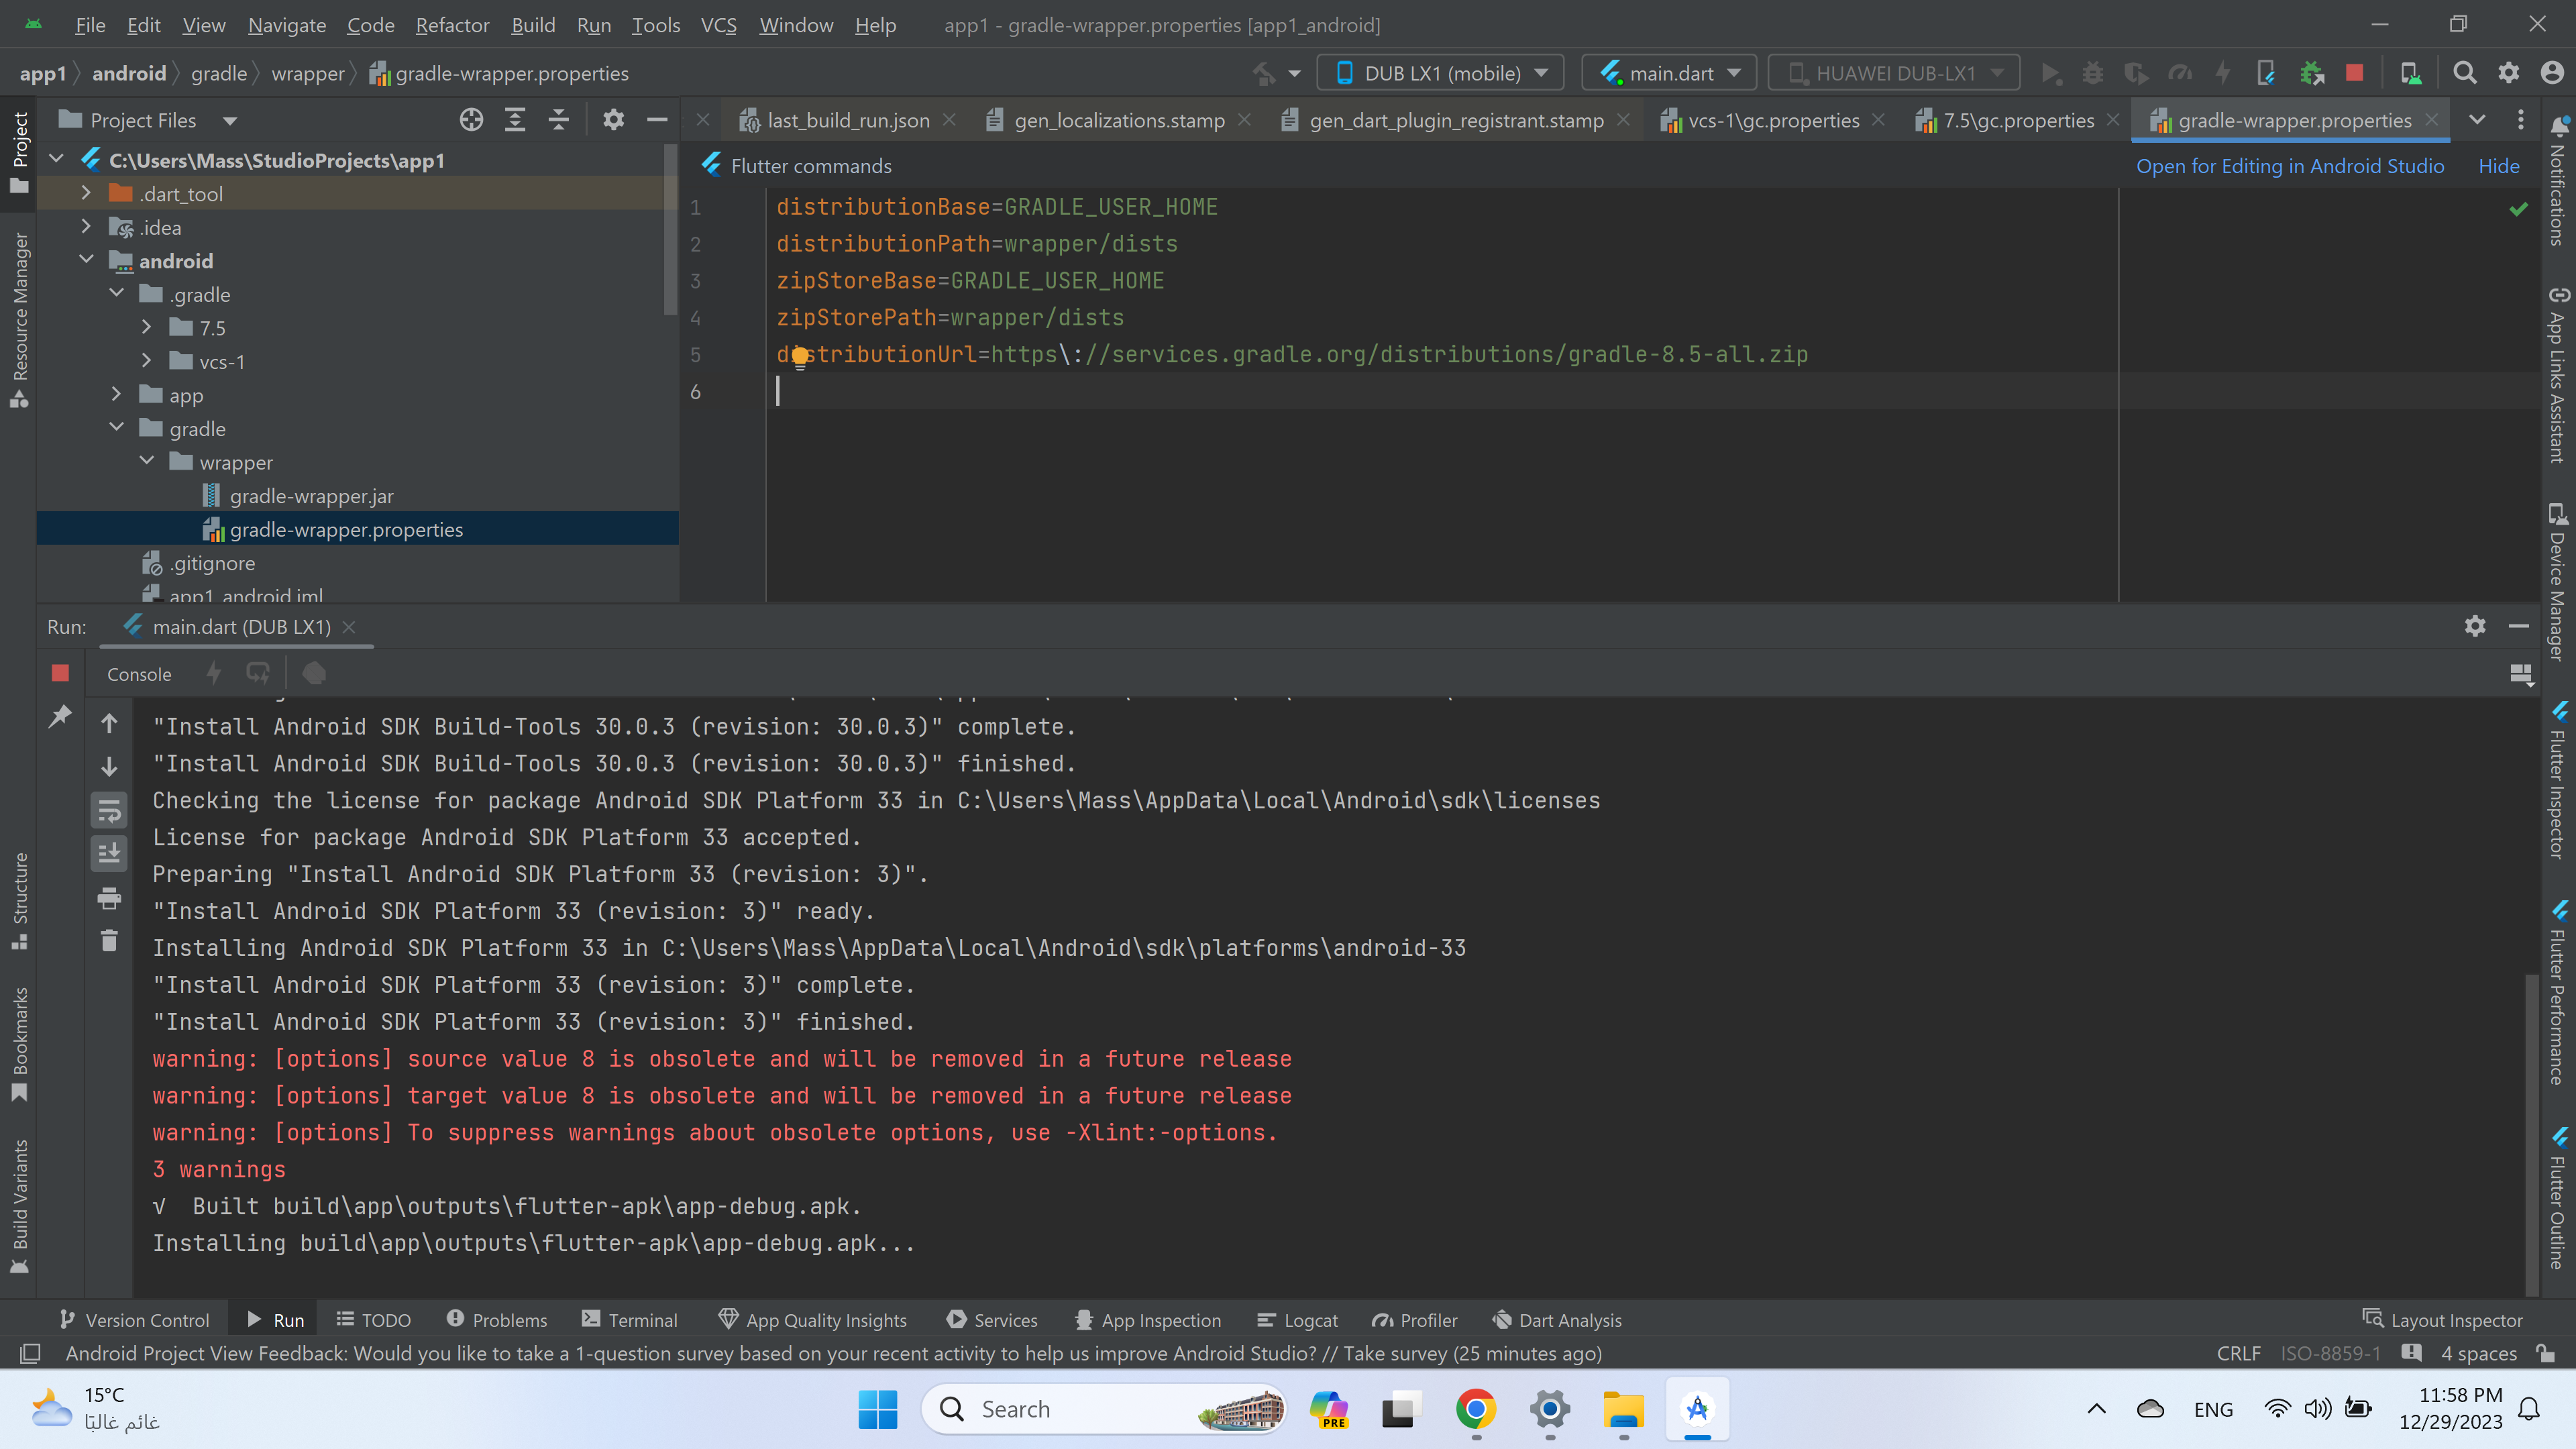 File Edit View Navigate Code Refactor Build Run Tools VCS Window Help app1 - gradle-wrapper.properties [app1_android]
app1 android gradle wrapper gradle-wrapper.properties
DUB LX1 (mobile) main.dart HUAWEI DUB-LX1
Project Files
last_build_run.json gen_localizations.stamp gen_dart_plugin_registrant.stamp vcs-1\gc.properties 7.5\gc.properties gradle-wrapper.properties
Project
Resource Manager
Structure
Bookmarks
Build Variants
C:\Users\Mass\StudioProjects\app1
.dart_tool
.idea
android
.gradle
7.5
vcs-1
app
gradle
wrapper
gradle-wrapper.jar
gradle-wrapper.properties
.gitignore
app1_android.iml
Flutter commands Open for Editing in Android Studio Hide
1 distributionBase=GRADLE_USER_HOME
2 distributionPath=wrapper/dists
3 zipStoreBase=GRADLE_USER_HOME
4 zipStorePath=wrapper/dists
5 distributionUrl=https\://services.gradle.org/distributions/gradle-8.5-all.zip
6
Notifications
App Links Assistant
Device Manager
Flutter Inspector
Flutter Performance
Flutter Outline
Run: main.dart (DUB LX1)
Console
"Install Android SDK Build-Tools 30.0.3 (revision: 30.0.3)" complete.
"Install Android SDK Build-Tools 30.0.3 (revision: 30.0.3)" finished.
Checking the license for package Android SDK Platform 33 in C:\Users\Mass\AppData\Local\Android\sdk\licenses
License for package Android SDK Platform 33 accepted.
Preparing "Install Android SDK Platform 33 (revision: 3)".
"Install Android SDK Platform 33 (revision: 3)" ready.
Installing Android SDK Platform 33 in C:\Users\Mass\AppData\Local\Android\sdk\platforms\android-33
"Install Android SDK Platform 33 (revision: 3)" complete.
"Install Android SDK Platform 33 (revision: 3)" finished.
warning: [options] source value 8 is obsolete and will be removed in a future release
warning: [options] target value 8 is obsolete and will be removed in a future release
warning: [options] To suppress warnings about obsolete options, use -Xlint:-options.
3 warnings
√ Built build\app\outputs\flutter-apk\app-debug.apk.
Installing build\app\outputs\flutter-apk\app-debug.apk...
Version Control Run TODO Problems Terminal App Quality Insights Services App Inspection Logcat Profiler Dart Analysis Layout Inspector
Android Project View Feedback: Would you like to take a 1-question survey based on your recent activity to help us improve Android Studio? // Take survey (25 minutes ago) CRLF ISO-8859-1 4 spaces
15°C
غائم غالبًا
Search
PRE
ENG
11:58 PM
12/29/2023